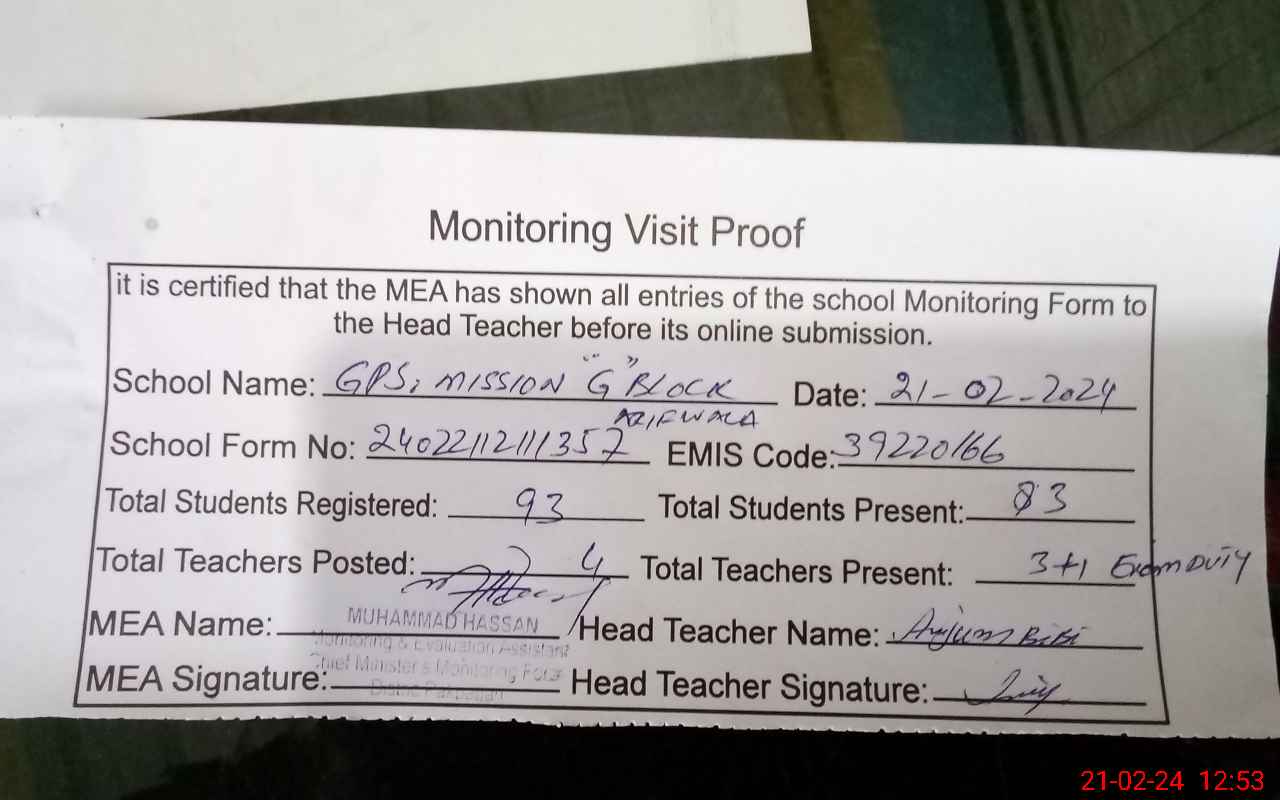 Monitoring Visit Proof
it is certified that the MEA has shown all entries of the school Monitoring Form to
the Head Teacher before its online submission.
School Name: GPS, MISSION "G" BLOCK Date: 21-02-2024
ARIFWALA
School Form No: 24022112111357 EMIS Code: 39220166
Total Students Registered: 93 Total Students Present: 83
Total Teachers Posted: 4 Total Teachers Present: 3+1 Exam DUTY
MEA Name: MUHAMMAD HASSAN Head Teacher Name: Anjum BiBi
Monitoring & Evaluation Assistant
Chief Minister's Monitoring Force
MEA Signature: Head Teacher Signature:
District Pakpattan
21-02-24 12:53